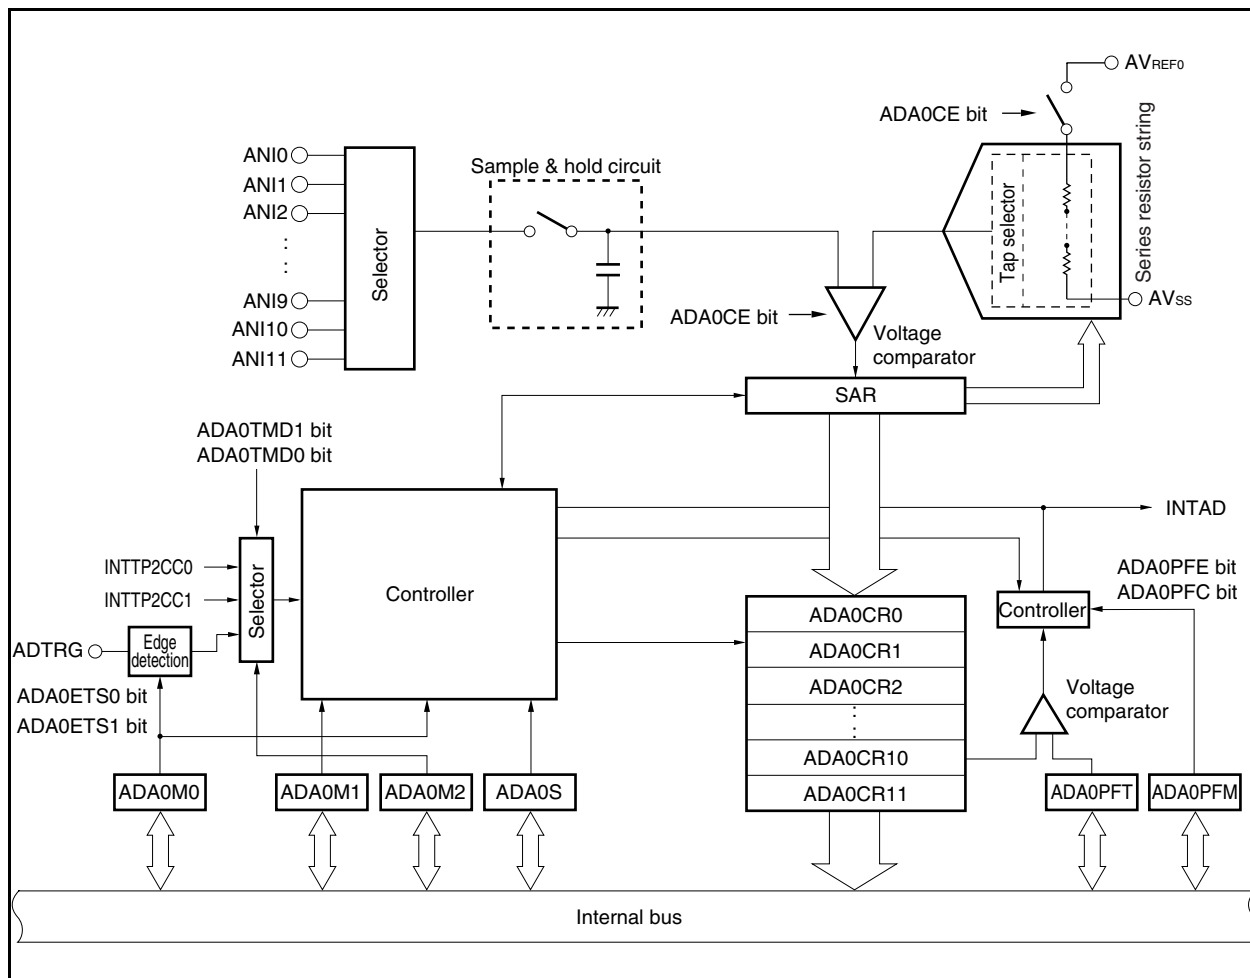 AVREF0
ADA0CE bit
Series resistor string
ANI0
ANI1
ANI2
ANI9
ANI10
ANI11
Selector
Sample & hold circuit
Tap selector
AVSS
ADA0CE bit
Voltage
comparator
SAR
ADA0TMD1 bit
ADA0TMD0 bit
INTAD
INTTP2CC0
INTTP2CC1
Selector
Controller
ADTRG
Edge
detection
ADA0ETS0 bit
ADA0ETS1 bit
ADA0CR0
ADA0CR1
ADA0CR2
ADA0CR10
ADA0CR11
ADA0PFE bit
ADA0PFC bit
Controller
Voltage
comparator
ADA0M0
ADA0M1
ADA0M2
ADA0S
ADA0PFT
ADA0PFM
Internal bus